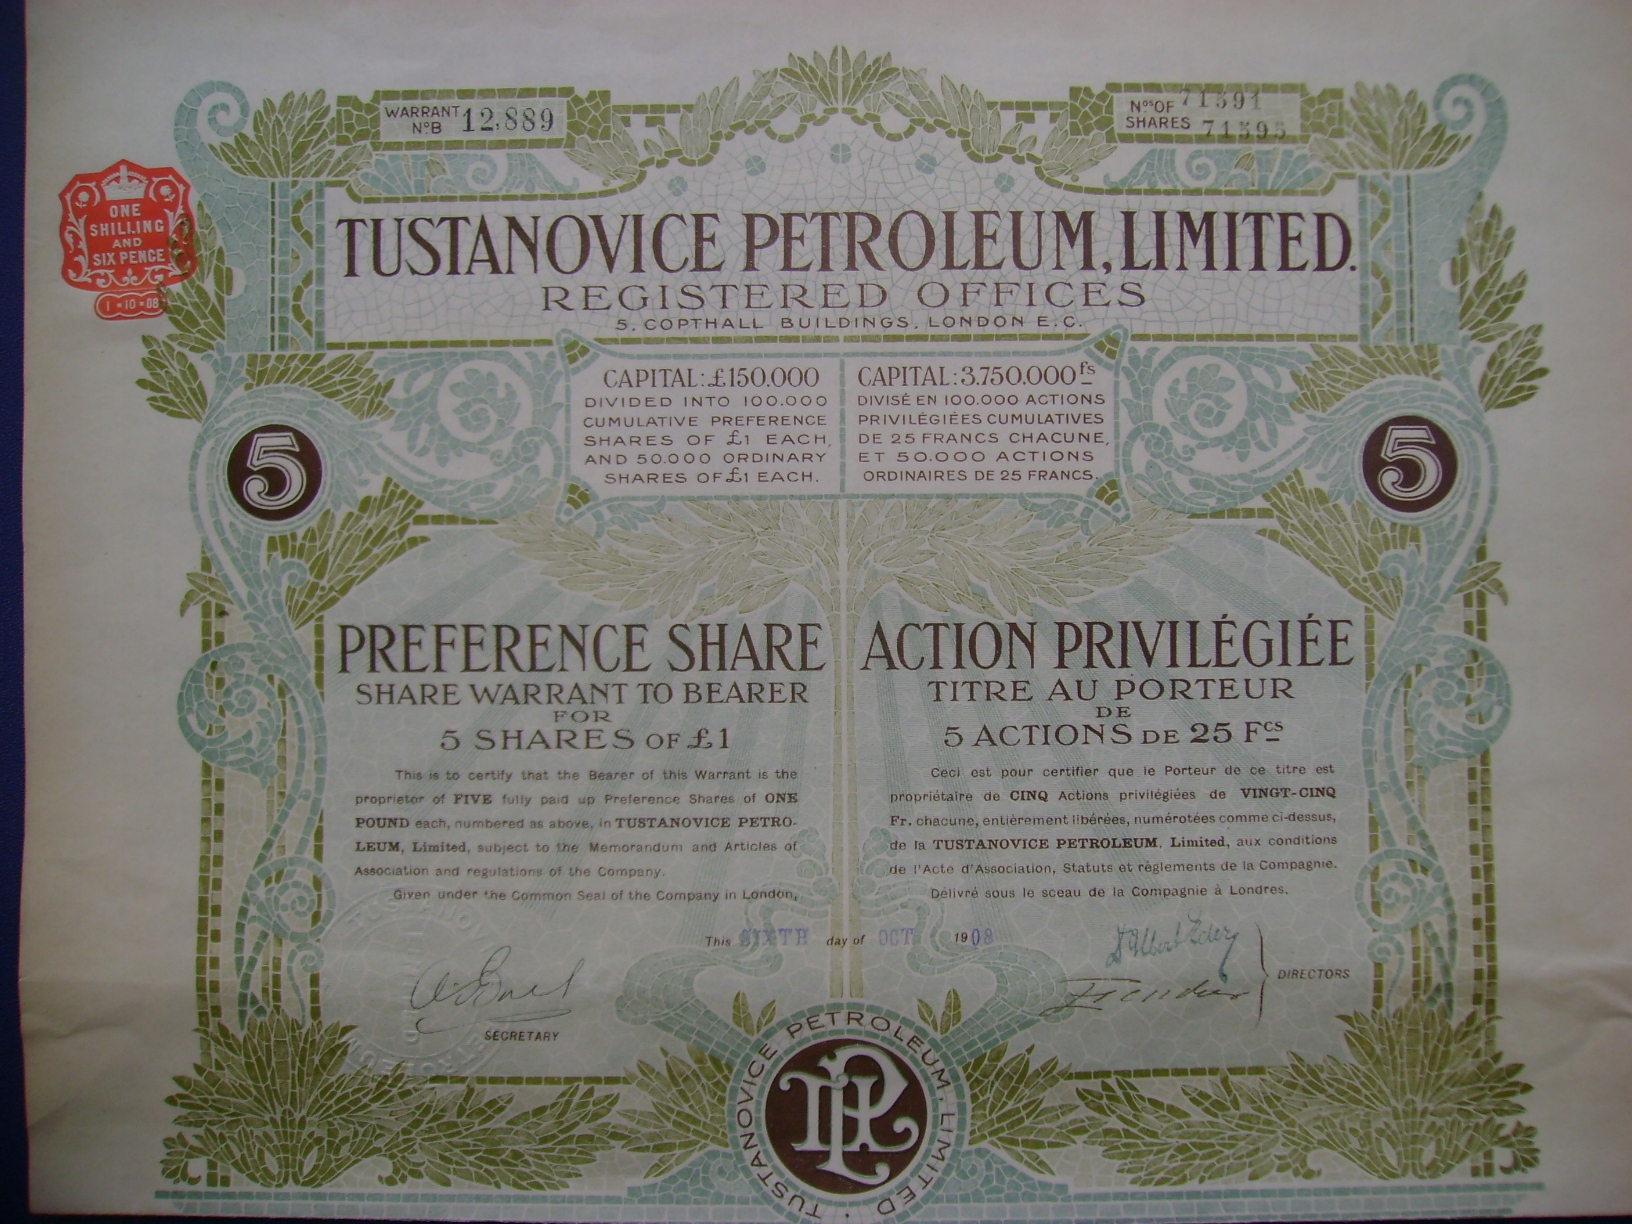 WARRANT
NºB 12,889
Nºs OF 71591
SHARES 71595
ONE
SHILLING
AND
SIX PENCE
1·10·08
TUSTANOVICE PETROLEUM, LIMITED.
REGISTERED OFFICES
5, COPTHALL BUILDINGS, LONDON E.C.
CAPITAL: £150.000
DIVIDED INTO 100.000
CUMULATIVE PREFERENCE
SHARES OF £1 EACH,
AND 50.000 ORDINARY
SHARES OF £1 EACH.
CAPITAL: 3.750.000 fs
DIVISÉ EN 100.000 ACTIONS
PRIVILÉGIÉES CUMULATIVES
DE 25 FRANCS CHACUNE,
ET 50.000 ACTIONS
ORDINAIRES DE 25 FRANCS.
5
5
PREFERENCE SHARE
SHARE WARRANT TO BEARER
FOR
5 SHARES OF £1
This is to certify that the Bearer of this Warrant is the
proprietor of FIVE fully paid up Preference Shares of ONE
POUND each, numbered as above, in TUSTANOVICE PETRO-
LEUM, Limited, subject to the Memorandum and Articles of
Association and regulations of the Company.
Given under the Common Seal of the Company in London,
ACTION PRIVILÉGIÉE
TITRE AU PORTEUR
DE
5 ACTIONS DE 25 Fcs
Ceci est pour certifier que le Porteur de ce titre est
propriétaire de CINQ Actions privilégiées de VINGT-CINQ
Fr. chacune, entièrement libérées, numérotées comme ci-dessus,
de la TUSTANOVICE PETROLEUM, Limited, aux conditions
de l'Acte d'Association, Statuts et règlements de la Compagnie.
Délivré sous le sceau de la Compagnie à Londres.
This SIXTH day of OCT 1908
SECRETARY
DIRECTORS
TUSTANOVICE PETROLEUM, LIMITED
TPL